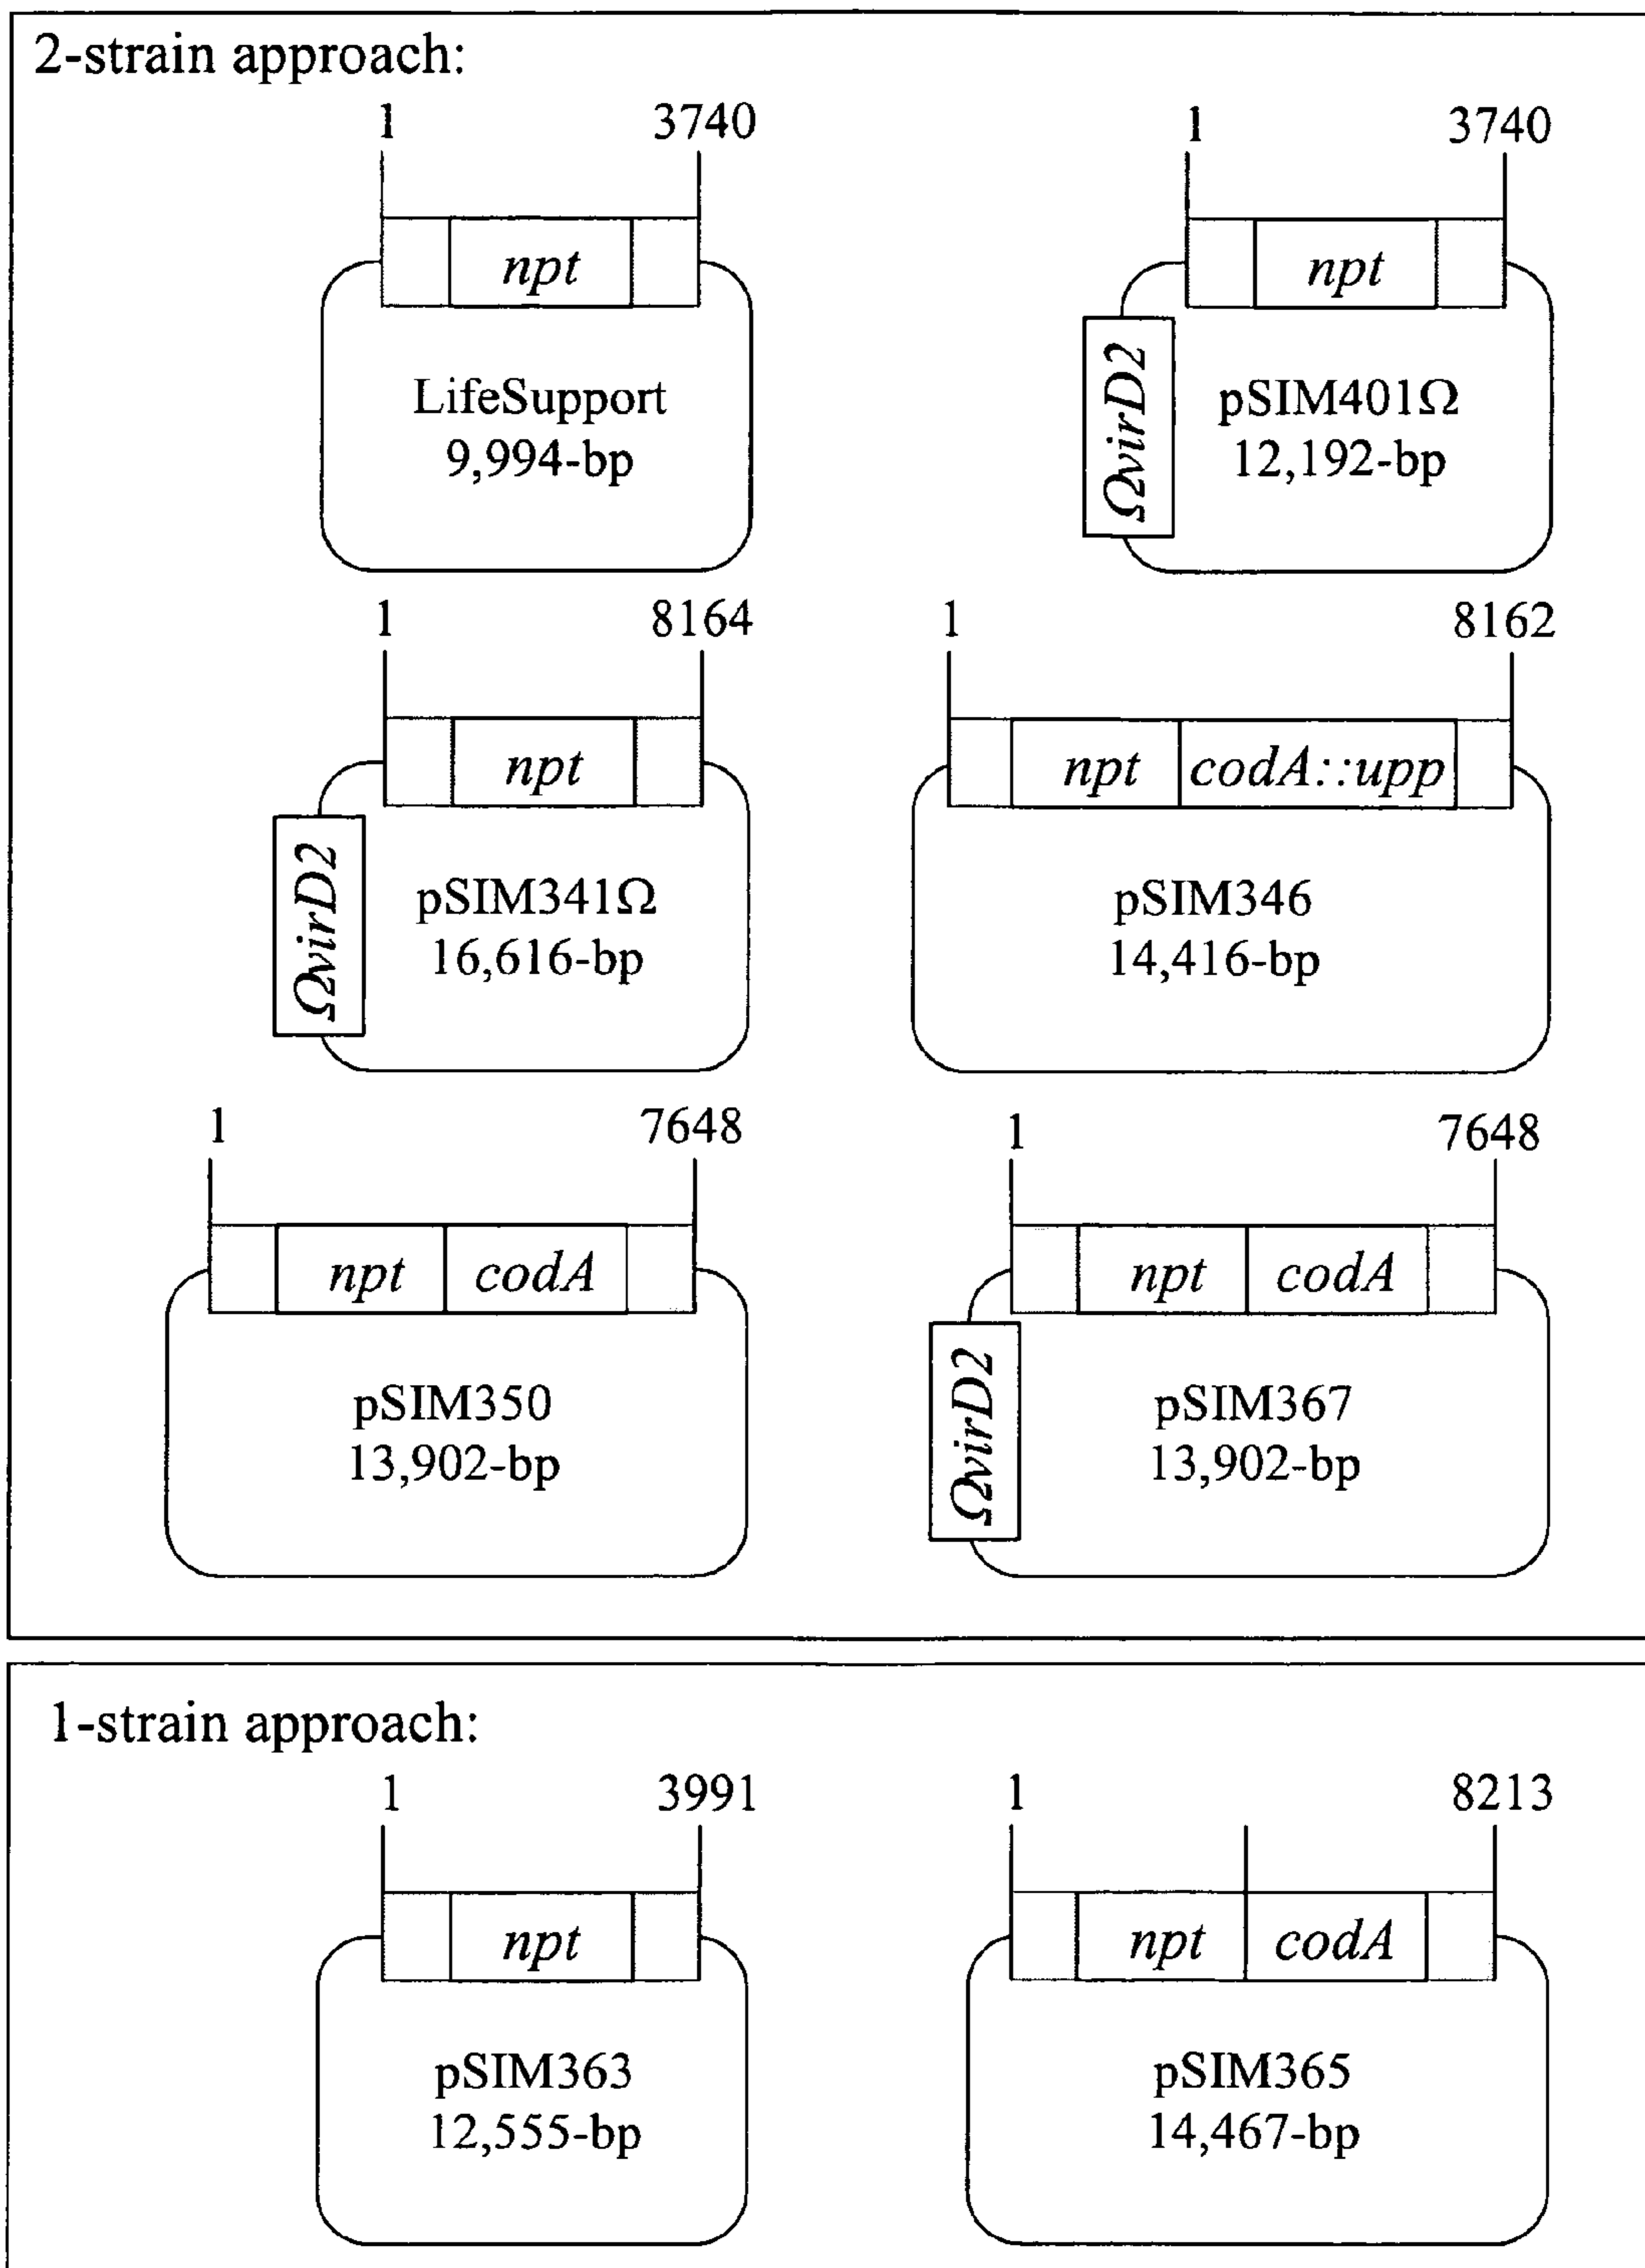 2-strain approach:
1 3740
npt
LifeSupport
9,994-bp
1 3740
npt
ΩvirD2
pSIM401Ω
12,192-bp
1 8164
npt
ΩvirD2
pSIM341Ω
16,616-bp
1 8162
npt codA::upp
pSIM346
14,416-bp
1 7648
npt codA
pSIM350
13,902-bp
1 7648
npt codA
ΩvirD2
pSIM367
13,902-bp
1-strain approach:
1 3991
npt
pSIM363
12,555-bp
1 8213
npt codA
pSIM365
14,467-bp